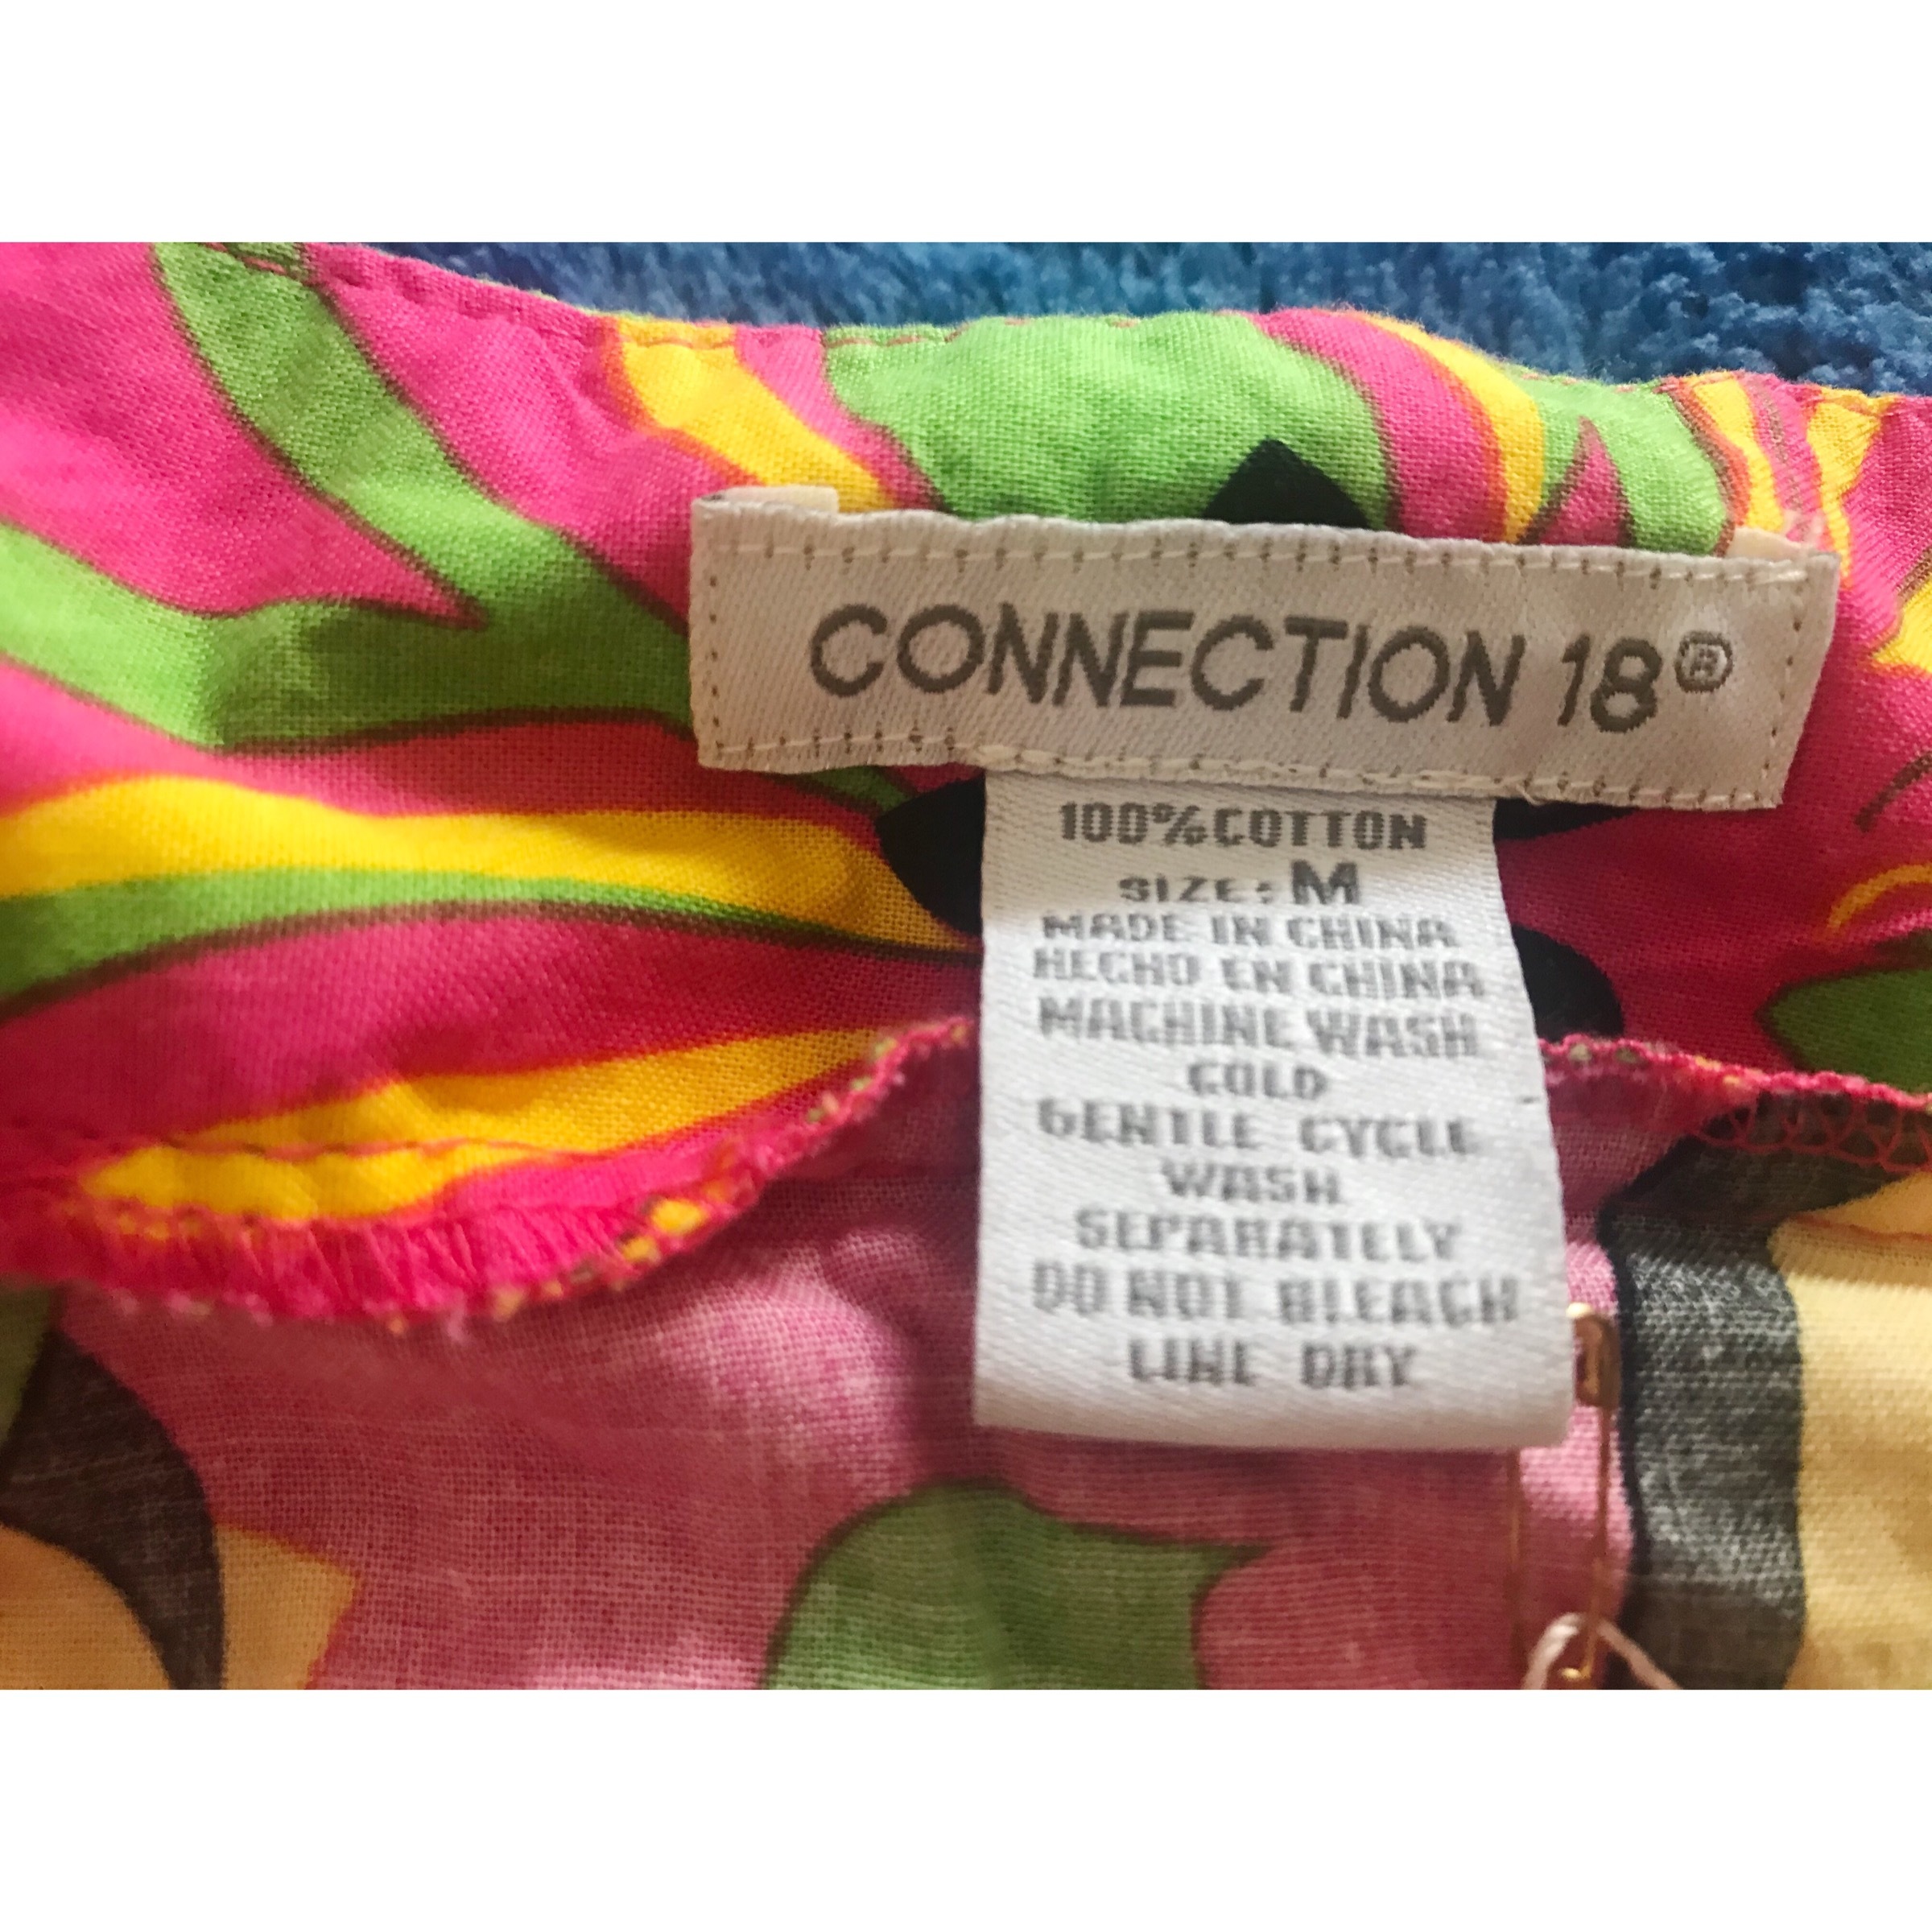 CONNECTION 18®
100%COTTON
SIZE: M
MADE IN CHINA
HECHO EN CHINA
MACHINE WASH
COLD
GENTLE CYCLE
WASH
SEPARATELY
DO NOT BLEACH
LINE DRY